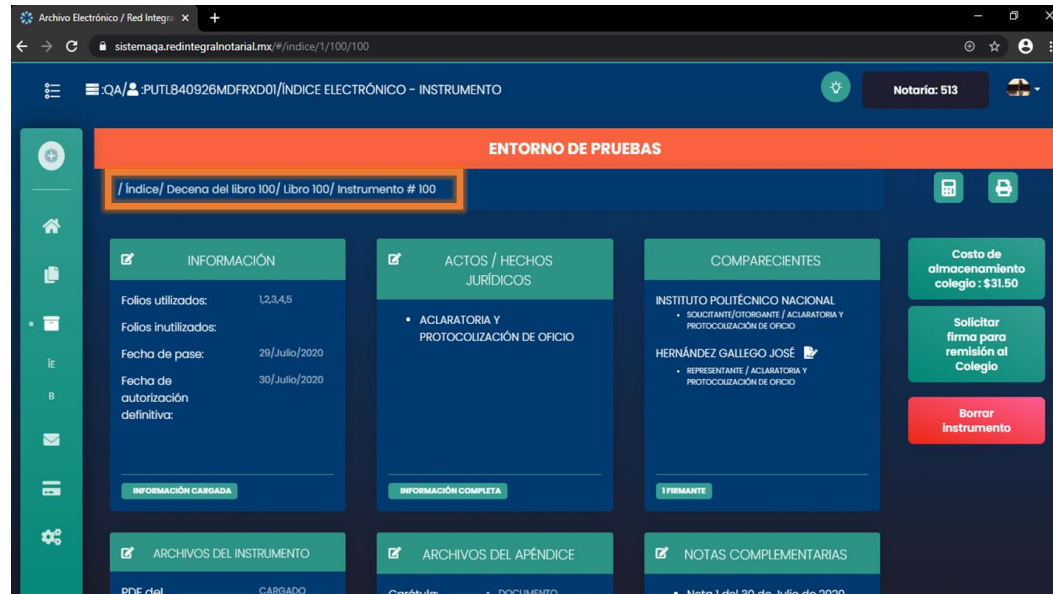 Archivo Electrónico / Red Integra
sistemaqa.redintegralnotarial.mx/#/indice/1/100/100
:QA/ :PUTL840926MDFRXD01/ÍNDICE ELECTRÓNICO - INSTRUMENTO
Notaría: 513
ENTORNO DE PRUEBAS
/ Índice/ Decena del libro 100/ Libro 100/ Instrumento # 100
INFORMACIÓN
Folios utilizados: 1,2,3,4,5
Folios inutilizados:
Fecha de pase: 29/Julio/2020
Fecha de 30/Julio/2020
autorización
definitiva:
INFORMACIÓN CARGADA
ACTOS / HECHOS
JURÍDICOS
• ACLARATORIA Y
PROTOCOLIZACIÓN DE OFICIO
INFORMACIÓN COMPLETA
COMPARECIENTES
INSTITUTO POLITÉCNICO NACIONAL
• SOLICITANTE/OTORGANTE / ACLARATORIA Y
PROTOCOLIZACIÓN DE OFICIO
HERNÁNDEZ GALLEGO JOSÉ
• REPRESENTANTE / ACLARATORIA Y
PROTOCOLIZACIÓN DE OFICIO
1 FIRMANTE
Costo de
almacenamiento
colegio : $31.50
Solicitar
firma para
remisión al
Colegio
Borrar
instrumento
ÍE
B
ARCHIVOS DEL INSTRUMENTO
PDF del CARGADO
ARCHIVOS DEL APÉNDICE
Carátula: • DOCUMENTO
NOTAS COMPLEMENTARIAS
• Nota 1 del 30 de Julio de 2020